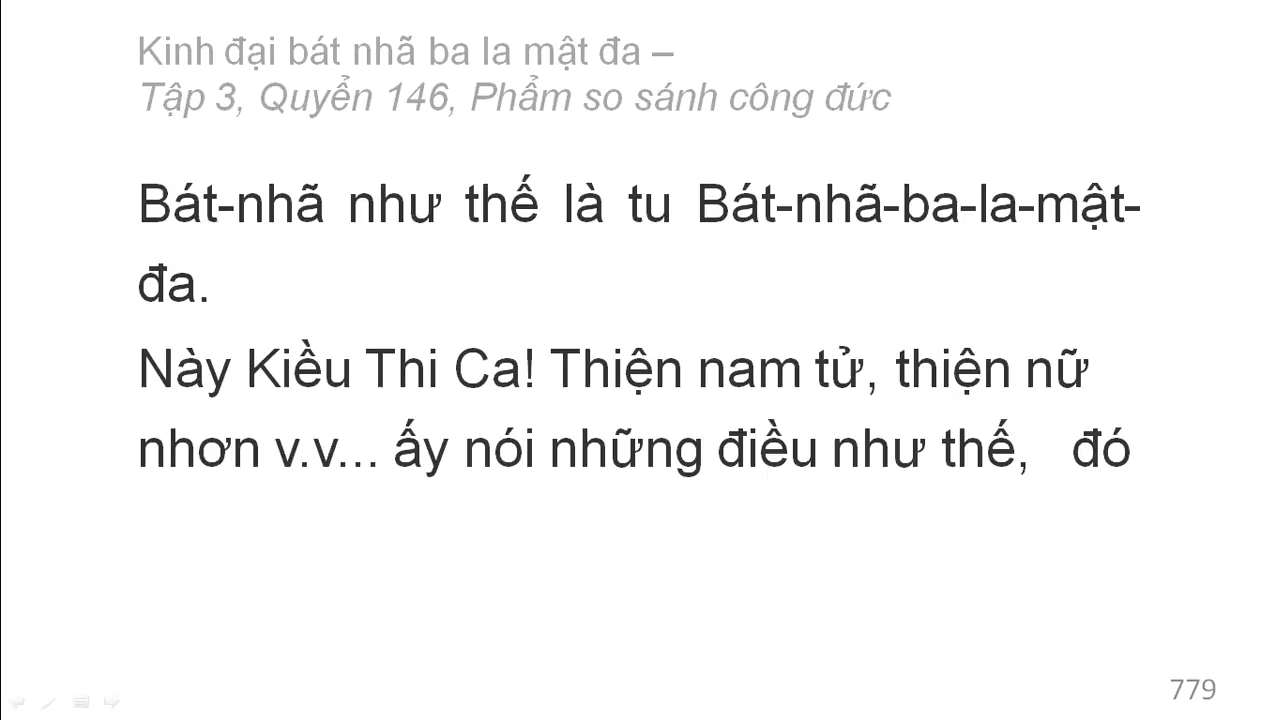 Kinh đại bát nhã ba la mật đa –
Tập 3, Quyển 146, Phẩm so sánh công đức
Bát-nhã như thế là tu Bát-nhã-ba-la-mật-
đa.
Này Kiều Thi Ca! Thiện nam tử, thiện nữ
nhơn v.v... ấy nói những điều như thế, đó
779